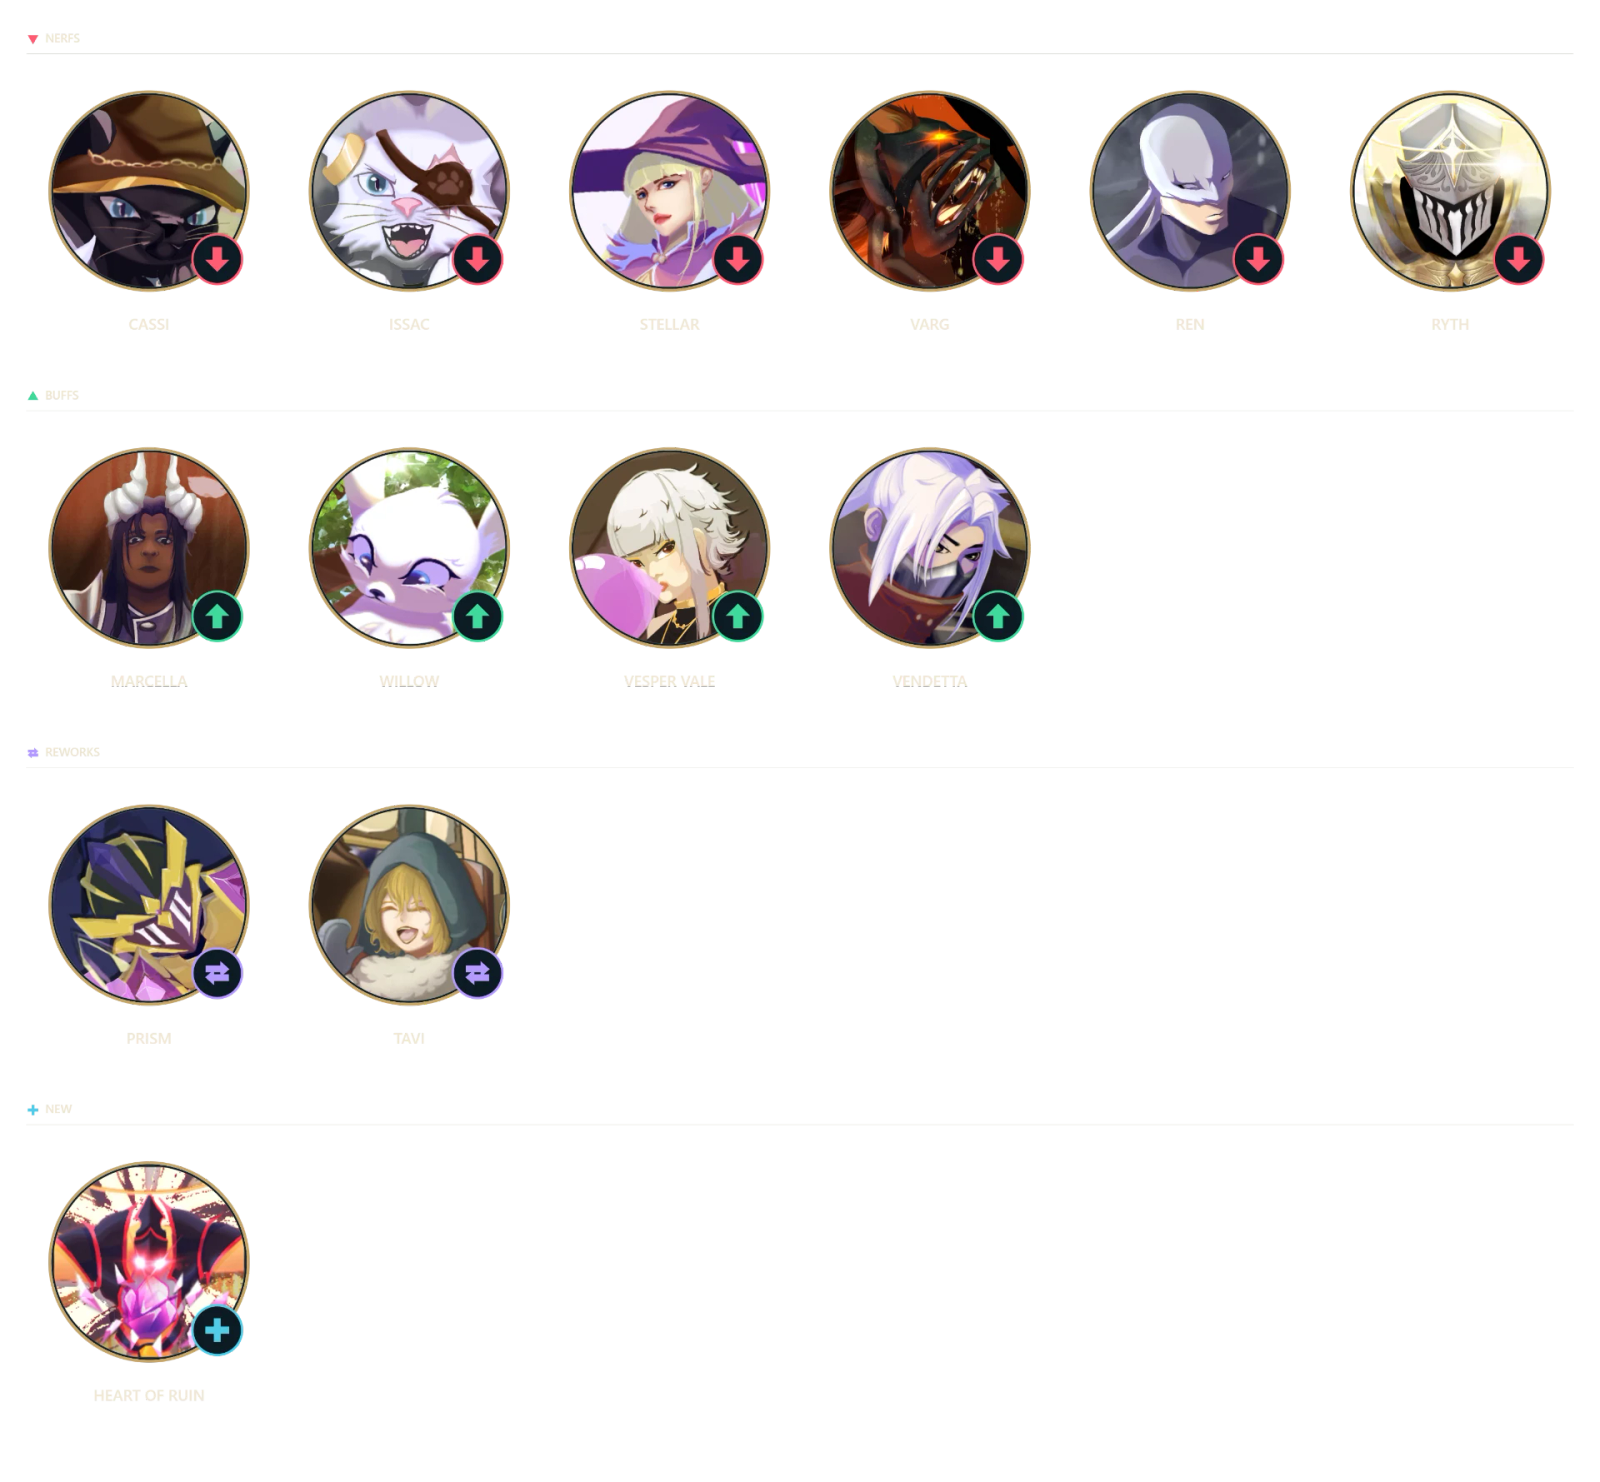 NERFS
CASSI
ISSAC
STELLAR
VARG
REN
RYTH
BUFFS
MARCELLA
WILLOW
VESPER VALE
VENDETTA
REWORKS
PRISM
TAVI
NEW
HEART OF RUIN